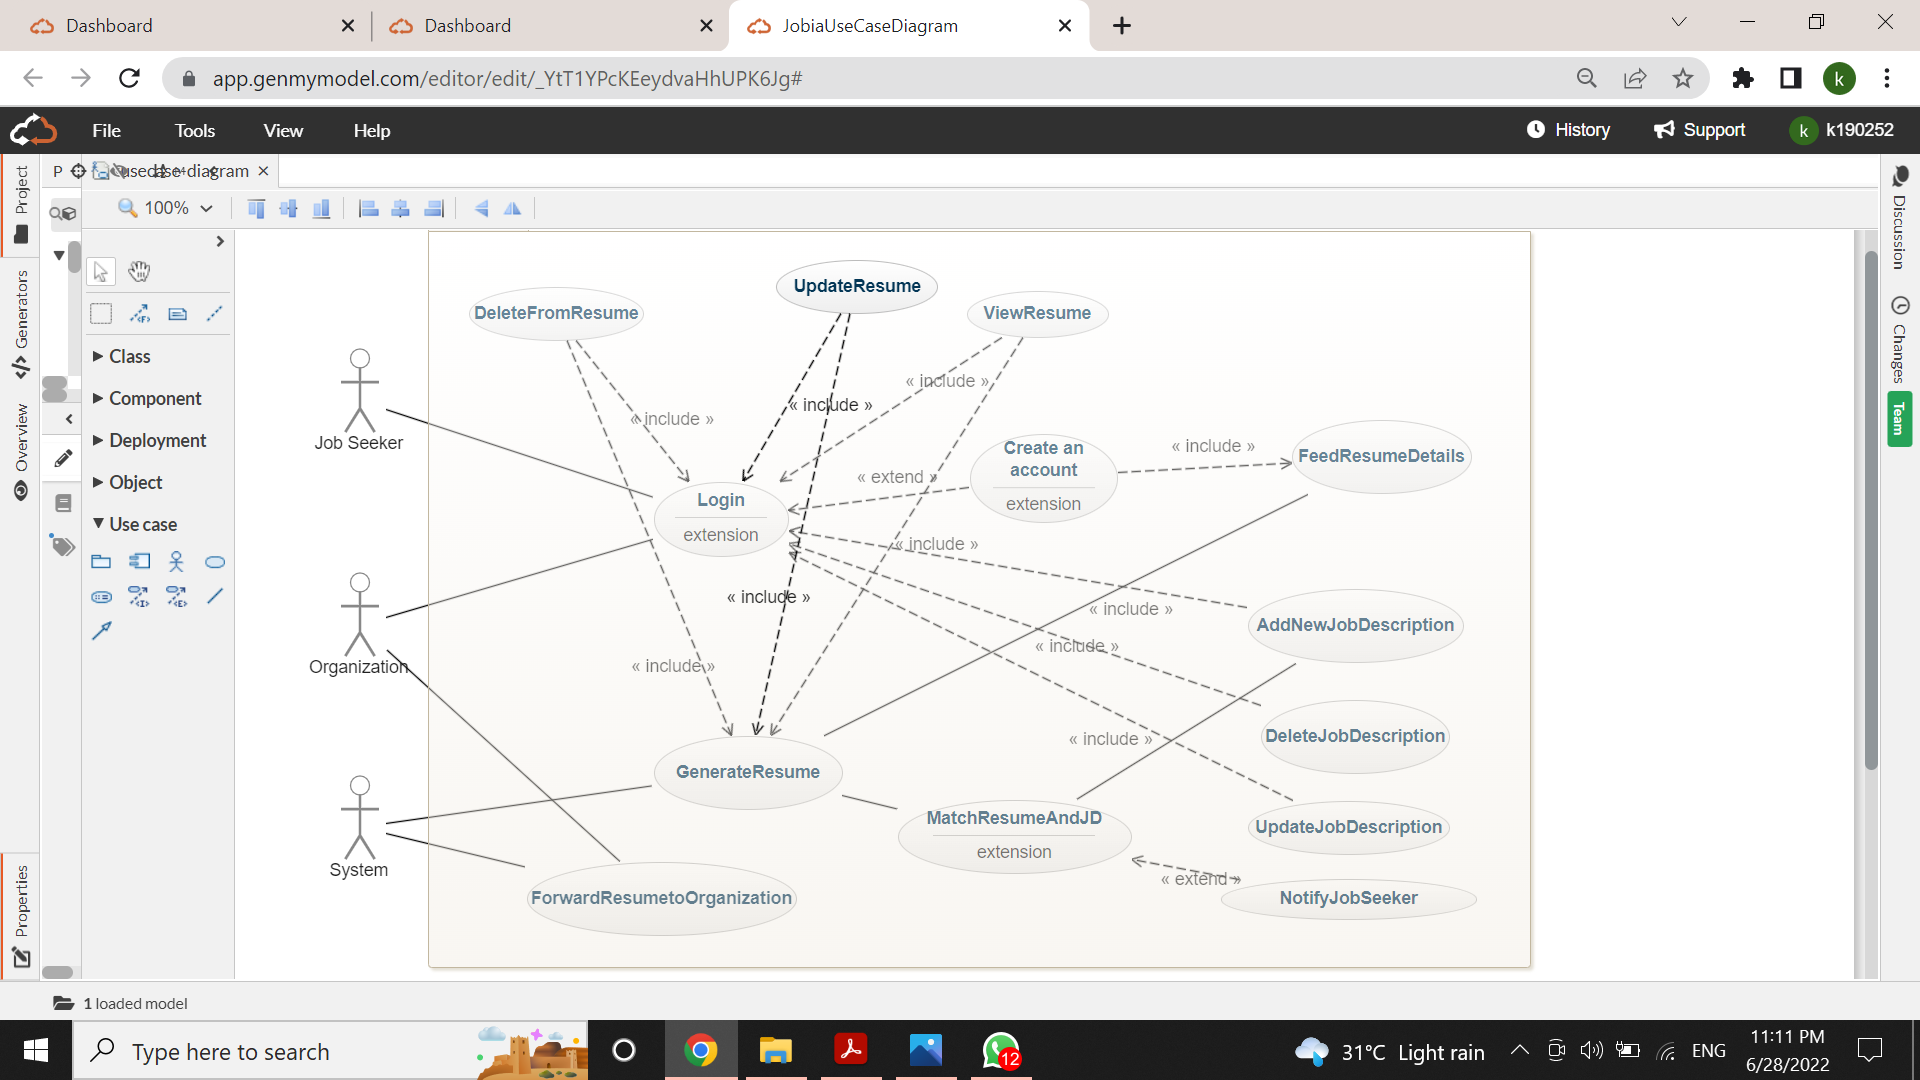 Dashboard
Dashboard
JobiaUseCaseDiagram
app.genmymodel.com/editor/edit/_YtT1YPcKEeydvaHhUPK6Jg#
k
File
Tools
View
Help
History
Support
k
k190252
Project
Generators
Overview
Properties
P
usecase-diagram
100%
Class
Component
Deployment
Object
Use case
Discussion
Changes
Team
UpdateResume
DeleteFromResume
ViewResume
« include »
« include »
« include »
Job Seeker
Create an
account
extension
« include »
FeedResumeDetails
« extend »
Login
extension
« include »
« include »
« include »
AddNewJobDescription
« include »
Organization
« include »
DeleteJobDescription
« include »
GenerateResume
MatchResumeAndJD
extension
UpdateJobDescription
System
« extend »
ForwardResumetoOrganization
NotifyJobSeeker
1 loaded model
Type here to search
12
31°C Light rain
ENG
11:11 PM
6/28/2022